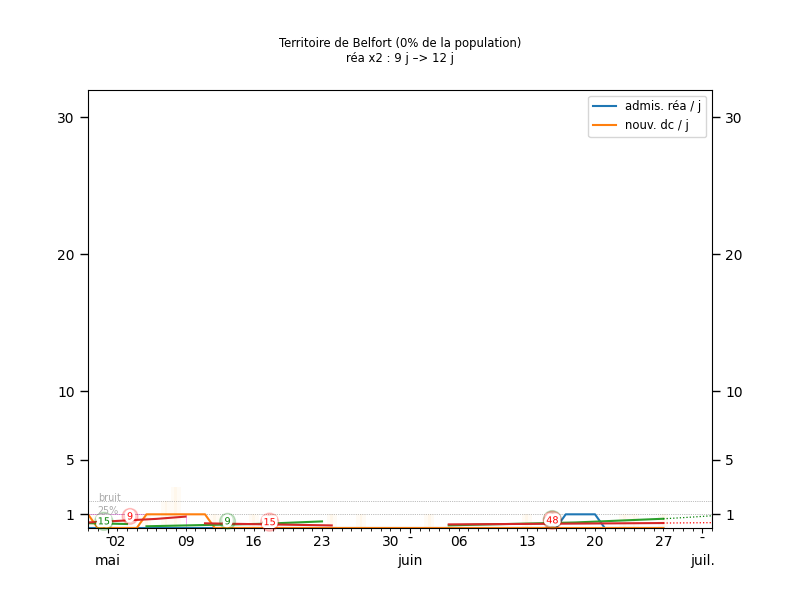 Territoire de Belfort (0% de la population)
réa x2 : 9 j –> 12 j
admis. réa / j
nouv. dc / j
30 30
20 20
10 10
5 5
bruit
25%
1 1
15 9 9 15 48
- 02 09 16 23 30 - 06 13 20 27 -
mai juin juil.